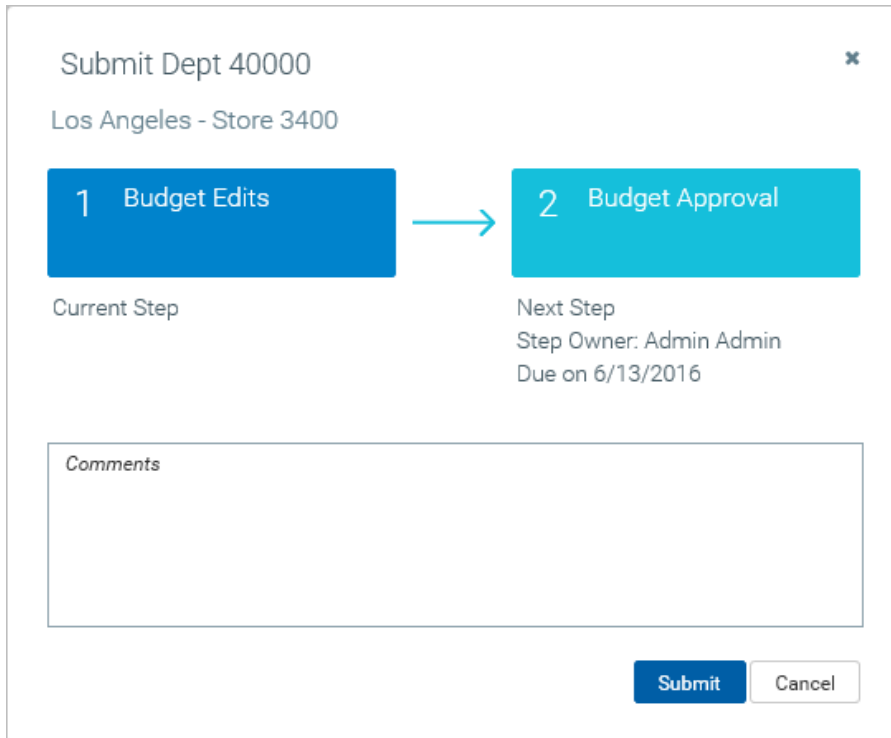 Submit Dept 40000
Los Angeles - Store 3400
1 Budget Edits
2 Budget Approval
Current Step
Next Step
Step Owner: Admin Admin
Due on 6/13/2016
Comments
Submit
Cancel